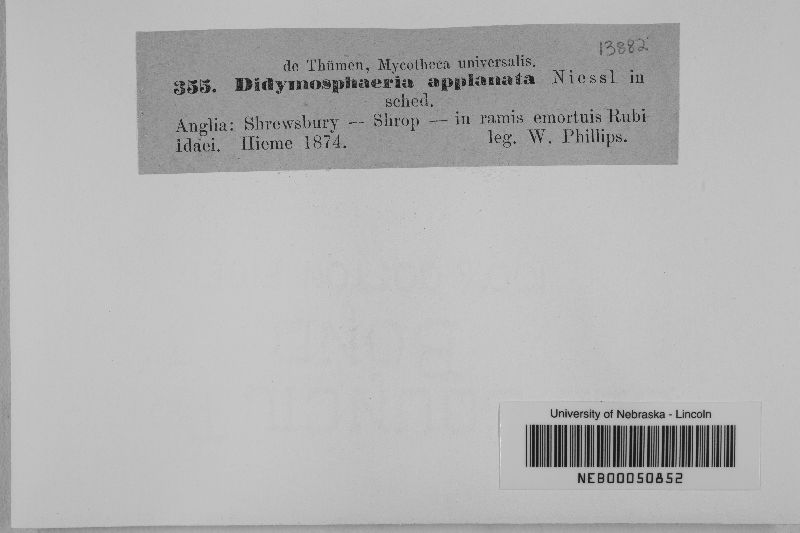 13882
de Thümen, Mycotheca universalis.
355. Didymosphaeria applanata Niessl in
sched.
Anglia: Shrewsbury — Shrop — in ramis emortuis Rubi
idaei. Hieme 1874. leg. W. Phillips.
University of Nebraska - Lincoln
NEB00050852